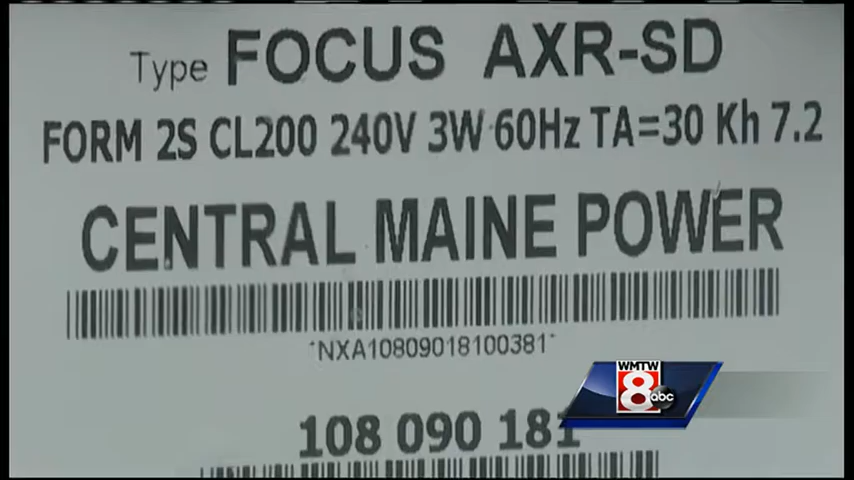 Type FOCUS AXR-SD
FORM 2S CL200 240V 3W 60Hz TA=30 Kh 7.2
CENTRAL MAINE POWER
*NXA10809018100381*
WMTW
8 abc
108 090 181